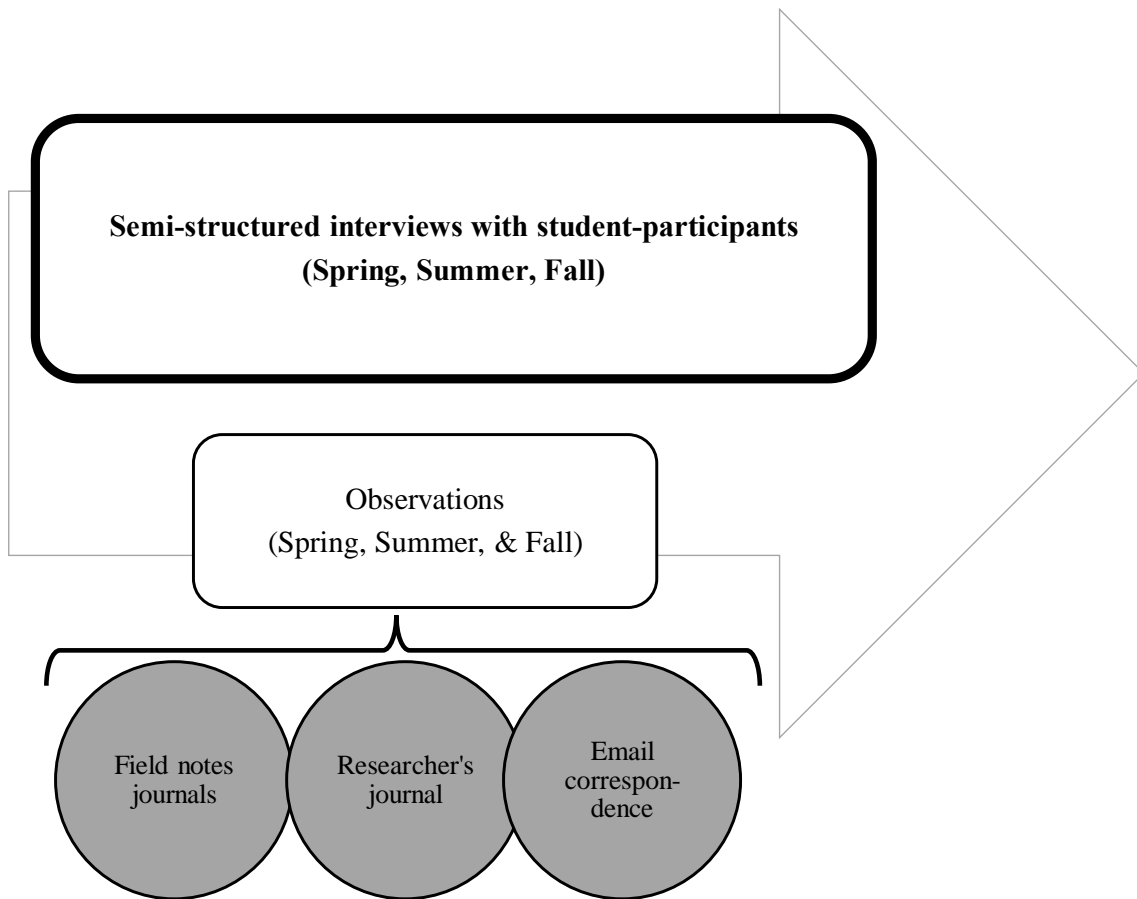 Semi-structured interviews with student-participants
(Spring, Summer, Fall)
Observations
(Spring, Summer, & Fall)
Field notes
journals
Researcher's
journal
Email
correspon-
dence